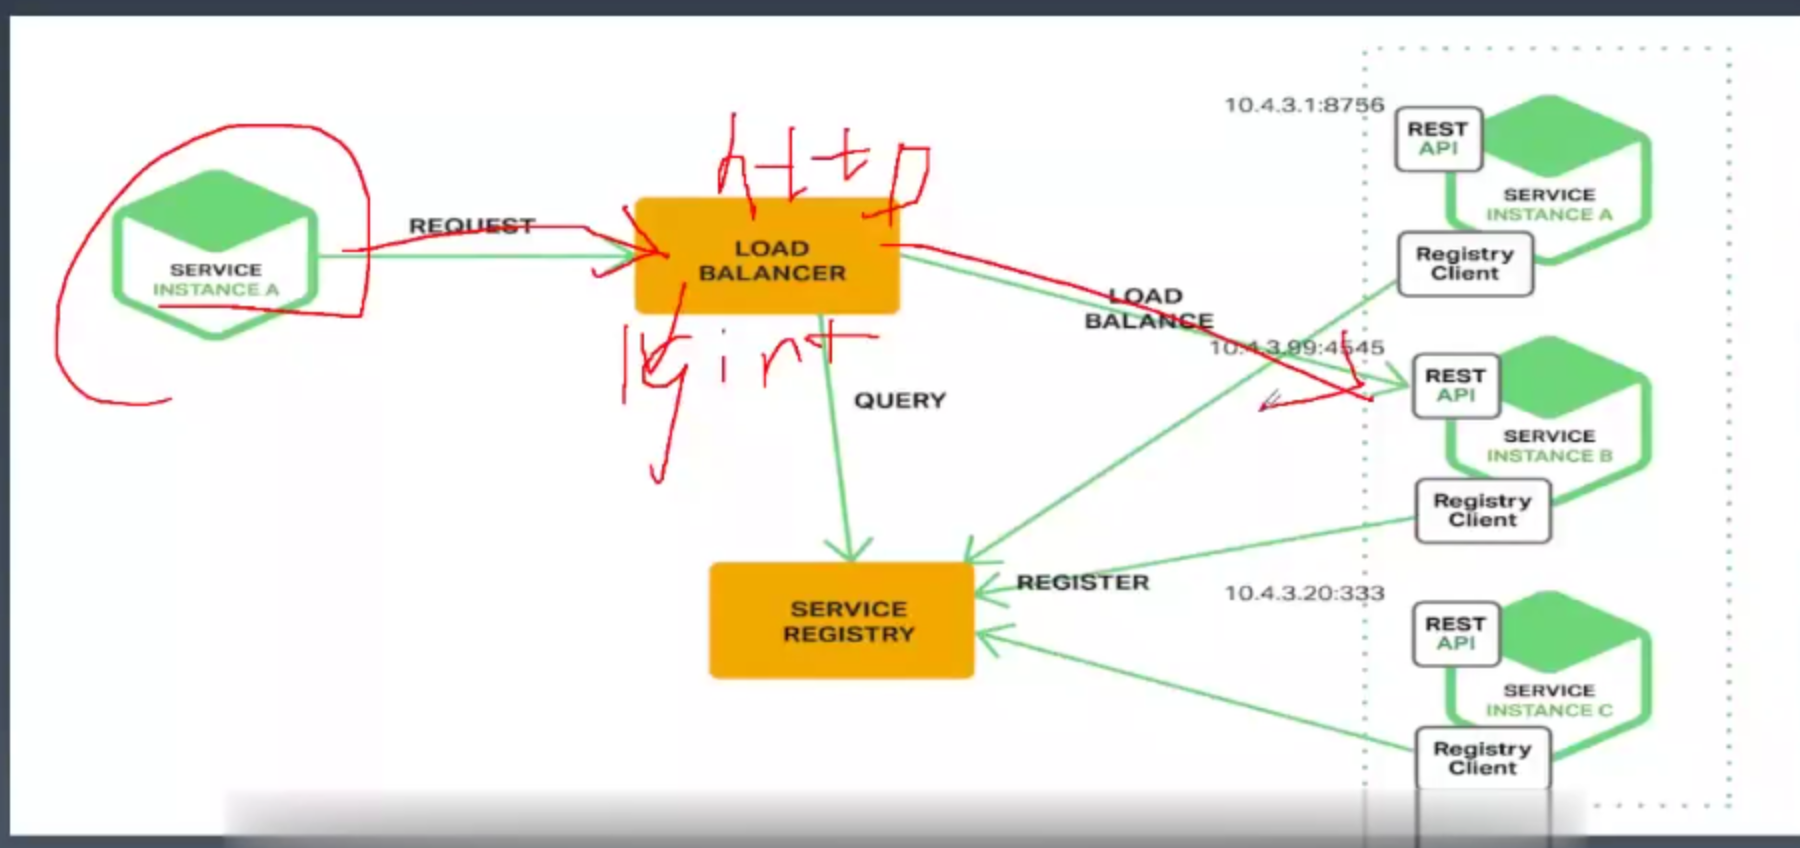 10.4.3.1:8756
REST
API
SERVICE
INSTANCE A
Registry
Client
http
REQUEST
LOAD
BALANCER
SERVICE
INSTANCE A
LOAD
BALANCE
10.4.3.99:4545
REST
API
SERVICE
INSTANCE B
Registry
Client
QUERY
SERVICE
REGISTRY
REGISTER
10.4.3.20:333
REST
API
SERVICE
INSTANCE C
Registry
Client